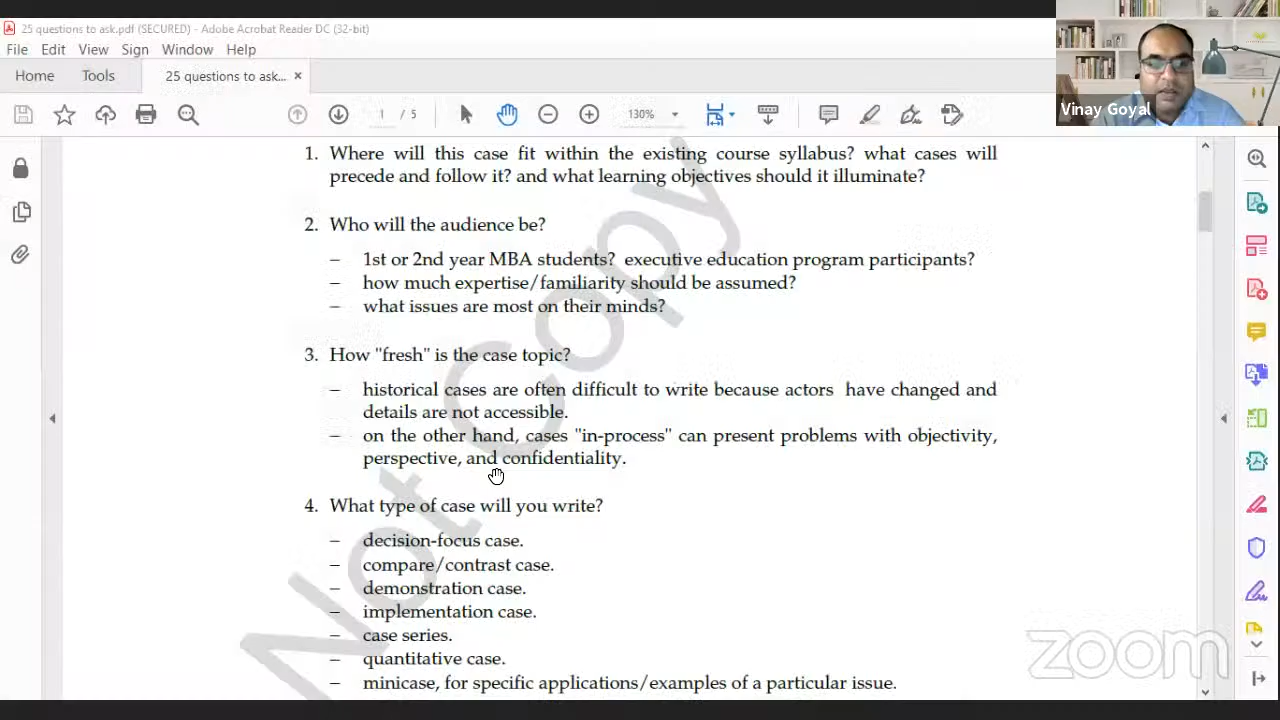 25 questions to ask.pdf (SECURED) - Adobe Acrobat Reader DC (32-bit)
File Edit View Sign Window Help
Home Tools 25 questions to ask... ×
1 / 5 130%
Vinay Goyal
1. Where will this case fit within the existing course syllabus? what cases will
precede and follow it? and what learning objectives should it illuminate?
2. Who will the audience be?
– 1st or 2nd year MBA students? executive education program participants?
– how much expertise/familiarity should be assumed?
– what issues are most on their minds?
3. How "fresh" is the case topic?
– historical cases are often difficult to write because actors have changed and
details are not accessible.
– on the other hand, cases "in-process" can present problems with objectivity,
perspective, and confidentiality.
4. What type of case will you write?
– decision-focus case.
– compare/contrast case.
– demonstration case.
– implementation case.
– case series.
– quantitative case.
– minicase, for specific applications/examples of a particular issue.
Not Copy
zoom